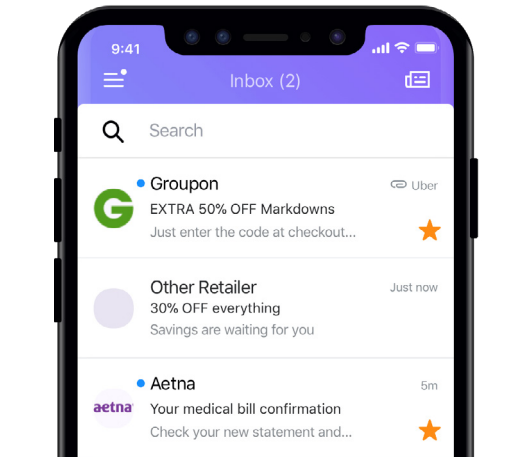 9:41
Inbox (2)
Search
Groupon
Uber
EXTRA 50% OFF Markdowns
Just enter the code at checkout...
Other Retailer
Just now
30% OFF everything
Savings are waiting for you
Aetna
5m
aetna
Your medical bill confirmation
Check your new statement and...